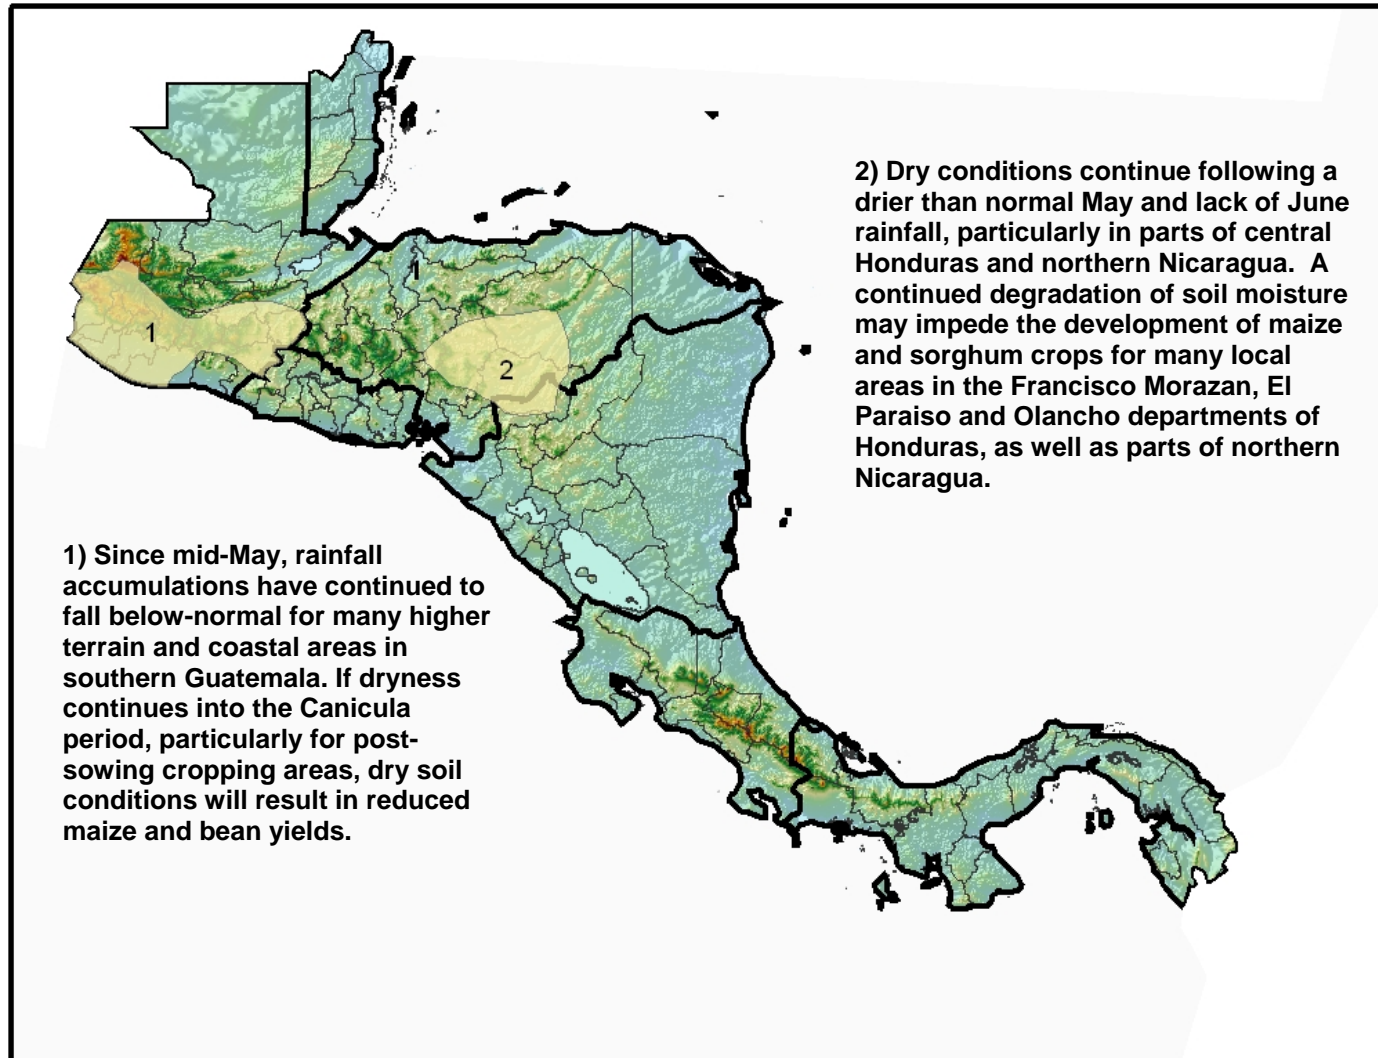 2) Dry conditions continue following a
drier than normal May and lack of June
rainfall, particularly in parts of central
Honduras and northern Nicaragua.  A
continued degradation of soil moisture
may impede the development of maize
and sorghum crops for many local
areas in the Francisco Morazan, El
Paraiso and Olancho departments of
Honduras, as well as parts of northern
Nicaragua.
1
1
2
1) Since mid-May, rainfall
accumulations have continued to
fall below-normal for many higher
terrain and coastal areas in
southern Guatemala. If dryness
continues into the Canicula
period, particularly for post-
sowing cropping areas, dry soil
conditions will result in reduced
maize and bean yields.